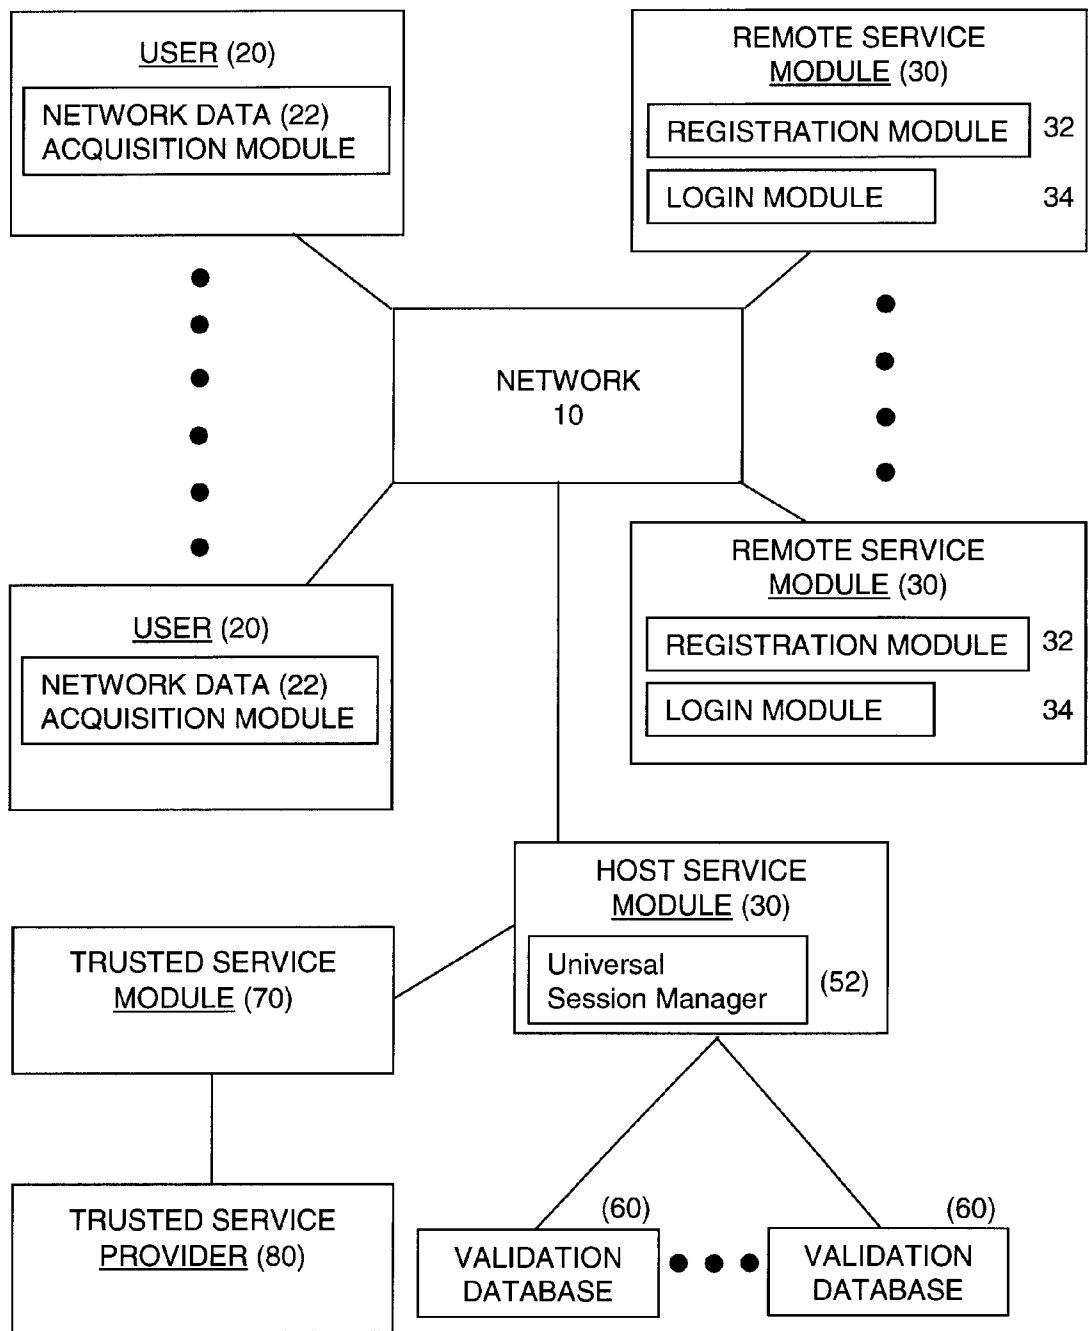 USER (20)
NETWORK DATA (22)
ACQUISITION MODULE
REMOTE SERVICE
MODULE (30)
REGISTRATION MODULE
32
LOGIN MODULE
34
NETWORK
10
USER (20)
NETWORK DATA (22)
ACQUISITION MODULE
REMOTE SERVICE
MODULE (30)
REGISTRATION MODULE
32
LOGIN MODULE
34
HOST SERVICE
MODULE (30)
Universal
Session Manager
(52)
TRUSTED SERVICE
MODULE (70)
TRUSTED SERVICE
PROVIDER (80)
(60)
VALIDATION
DATABASE
(60)
VALIDATION
DATABASE